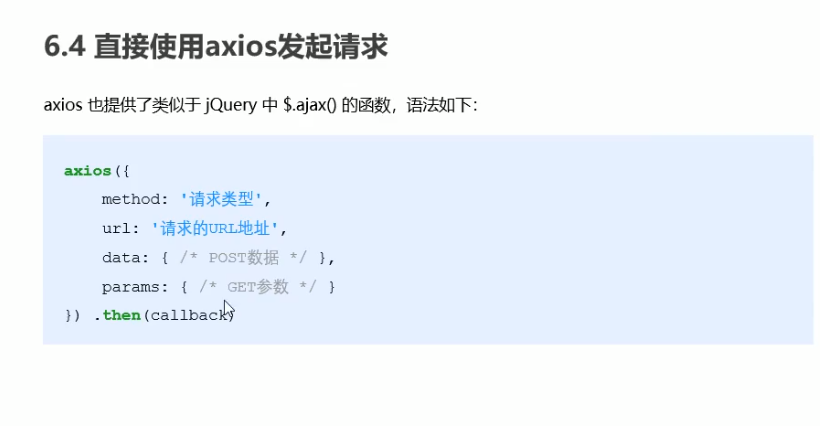 6.4 直接使用axios发起请求
axios 也提供了类似于 jQuery 中 $.ajax() 的函数，语法如下：
axios({
    method: '请求类型',
    url: '请求的URL地址',
    data: { /* POST数据 */ },
    params: { /* GET参数 */ }
}) .then(callback)